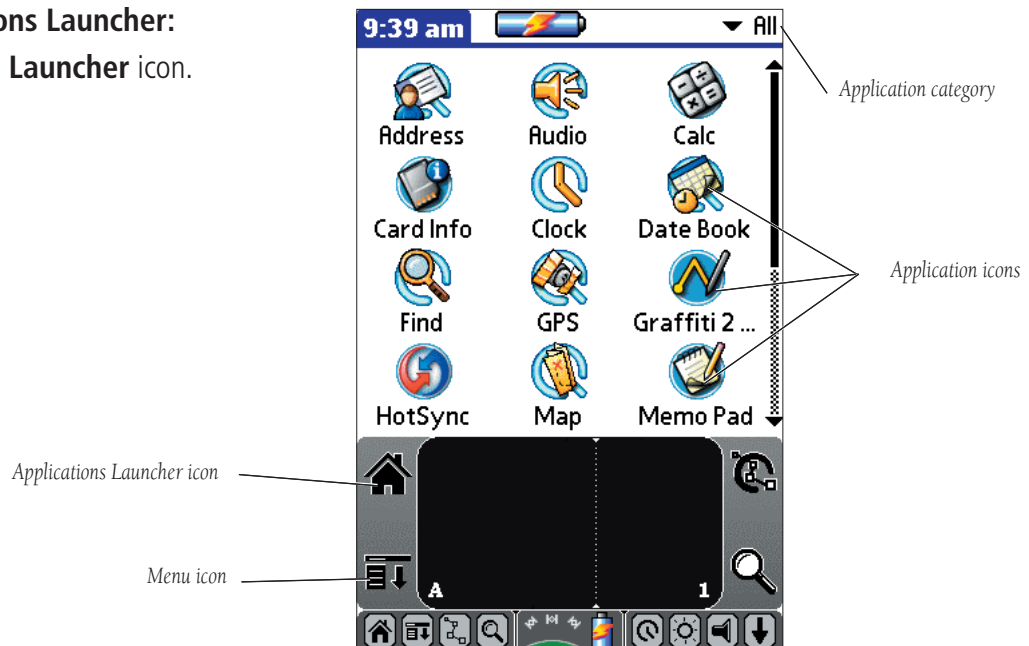 ons Launcher:
Launcher icon.
9:39 am
All
Application category
Address Audio Calc
Card Info Clock Date Book
Application icons
Find GPS Graffiti 2 ...
HotSync Map Memo Pad
Applications Launcher icon
Menu icon
A 1